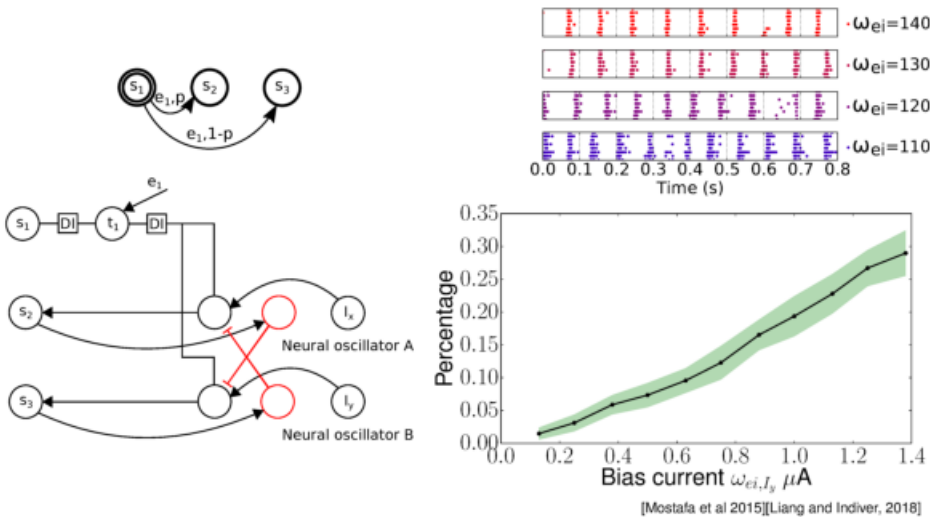 s1
s2
s3
e1,p
e1,1-p
e1
s1
DI
t1
DI
s2
Ix
Neural oscillator A
s3
Iy
Neural oscillator B
ωei=140
ωei=130
ωei=120
ωei=110
0.0 0.1 0.2 0.3 0.4 0.5 0.6 0.7 0.8
Time (s)
0.35
0.30
0.25
0.20
0.15
0.10
0.05
0.00
Percentage
0.0 0.2 0.4 0.6 0.8 1.0 1.2 1.4
Bias current ωei,Iy μA
[Mostafa et al 2015][Liang and Indiver, 2018]